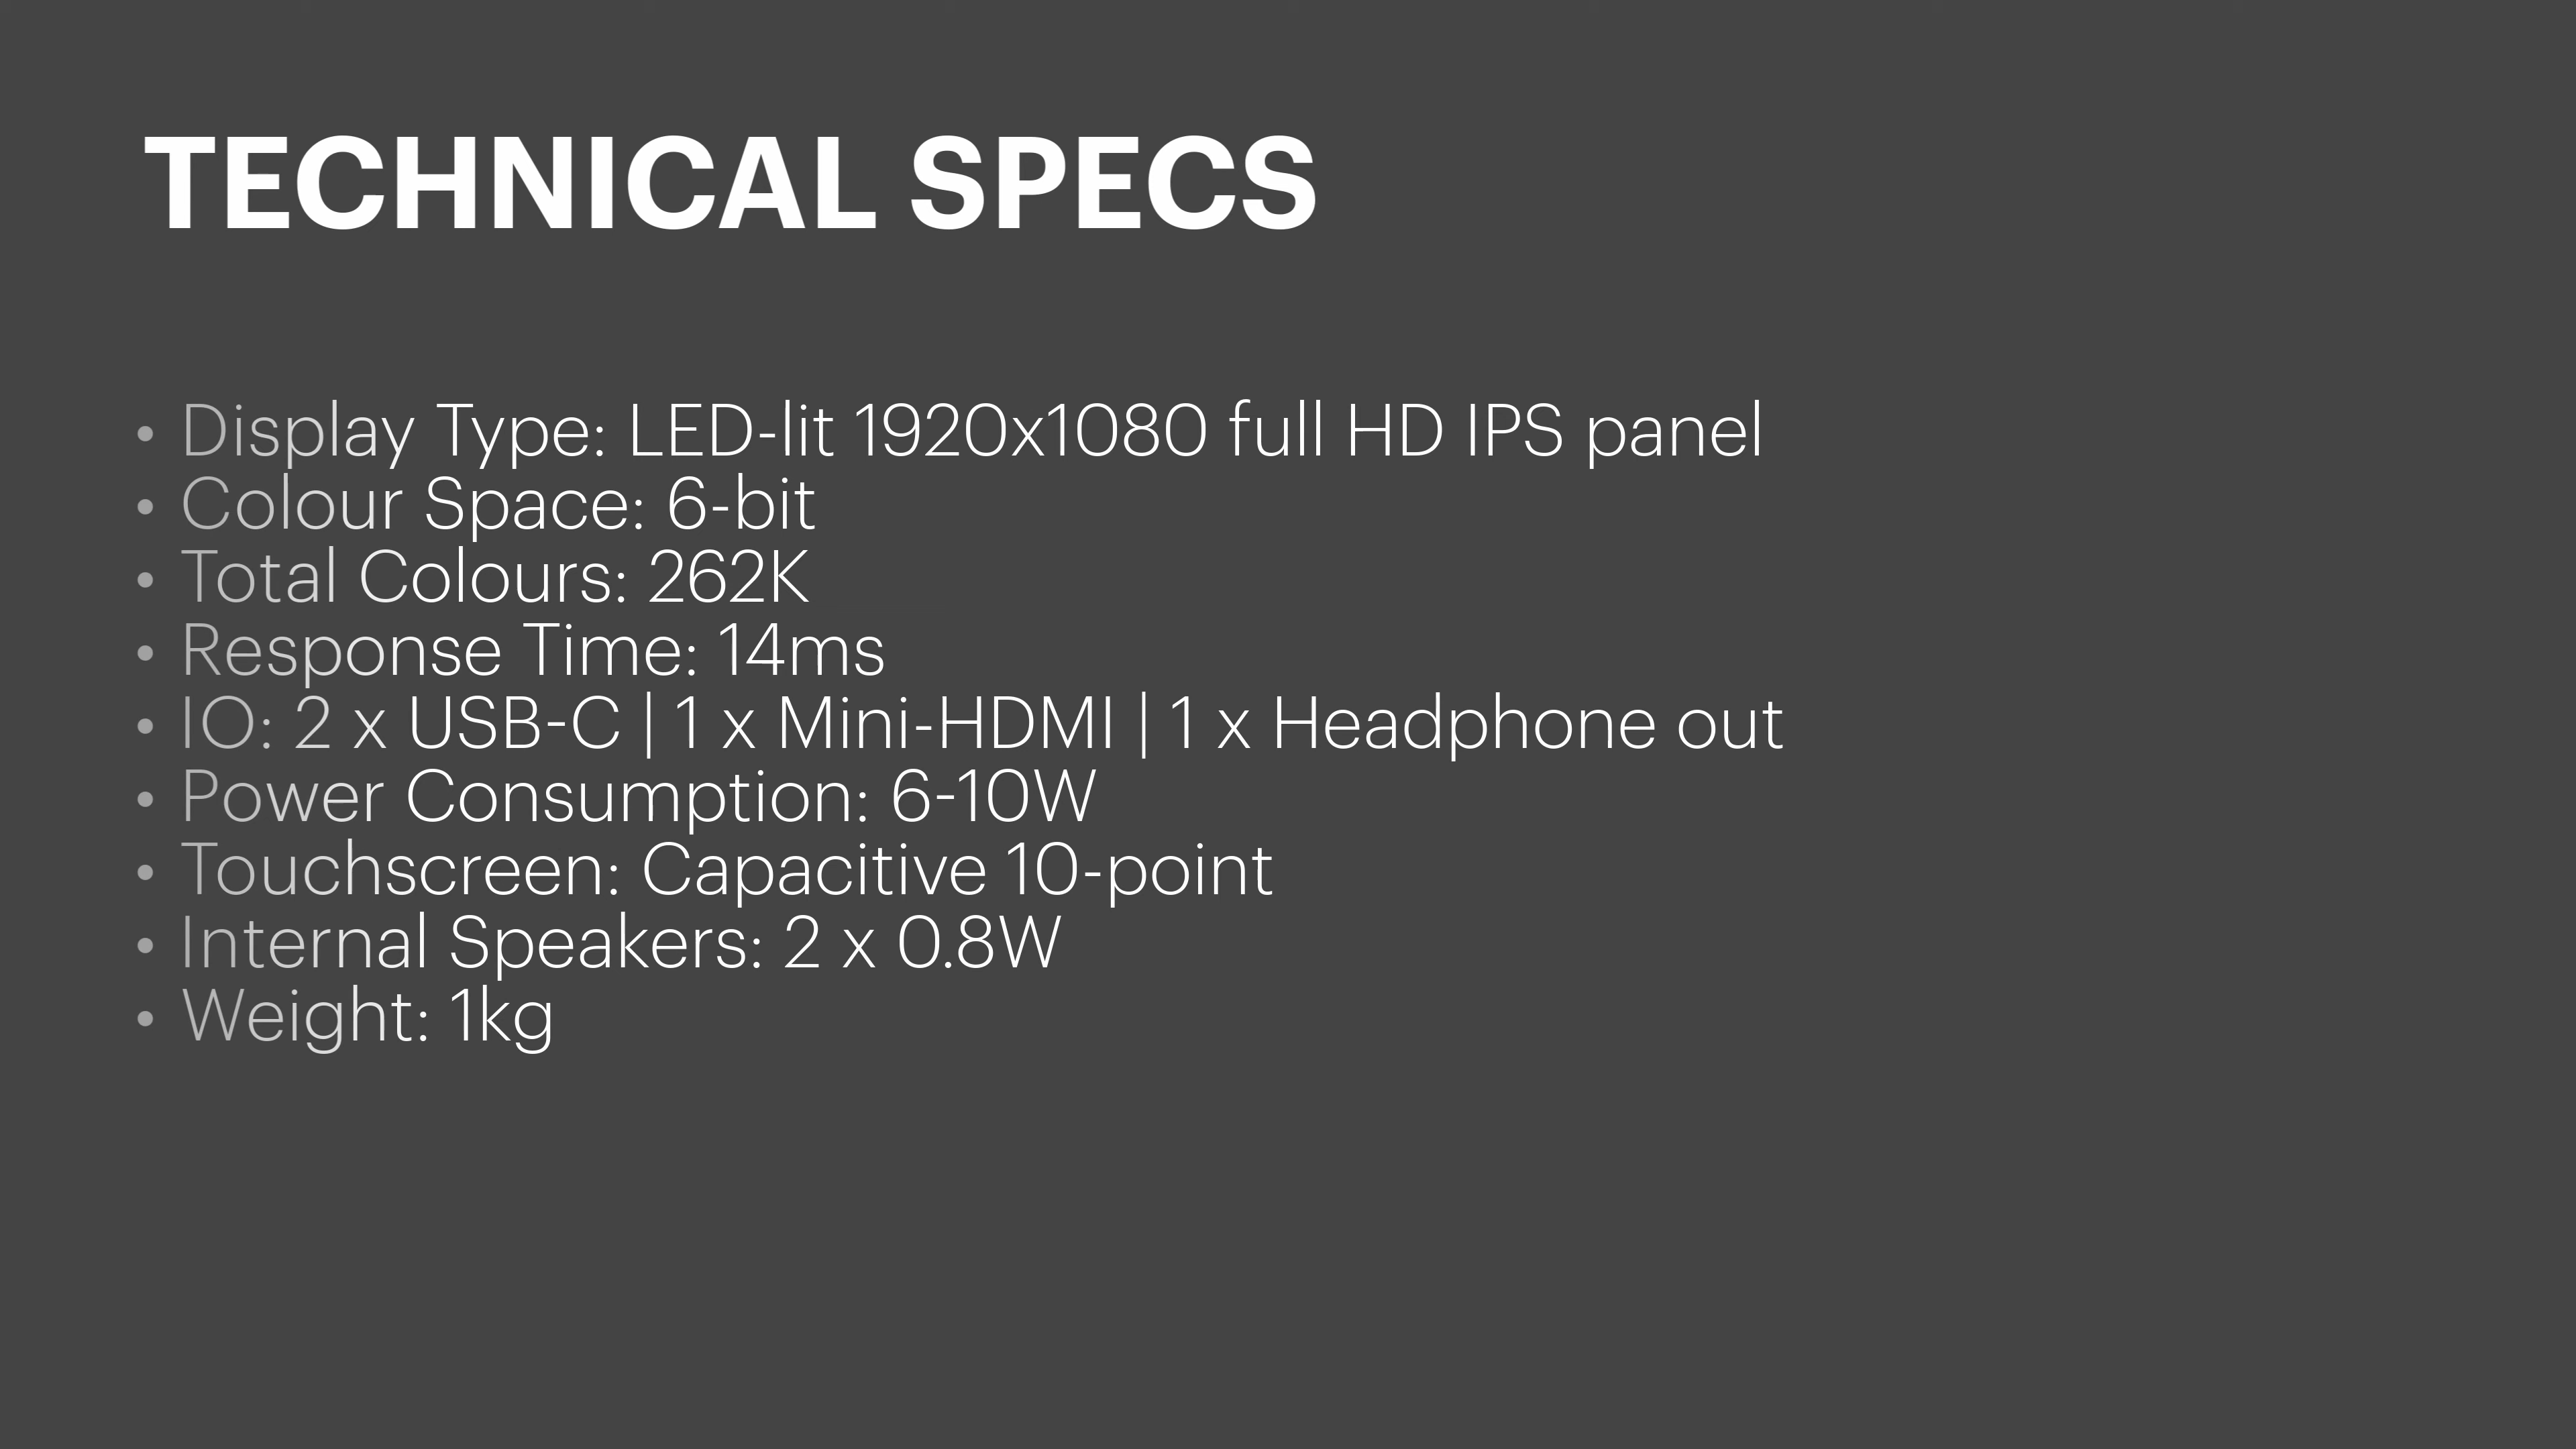 TECHNICAL SPECS
• Display Type: LED-lit 1920x1080 full HD IPS panel
• Colour Space: 6-bit
• Total Colours: 262K
• Response Time: 14ms
• IO: 2 x USB-C | 1 x Mini-HDMI | 1 x Headphone out
• Power Consumption: 6-10W
• Touchscreen: Capacitive 10-point
• Internal Speakers: 2 x 0.8W
• Weight: 1kg